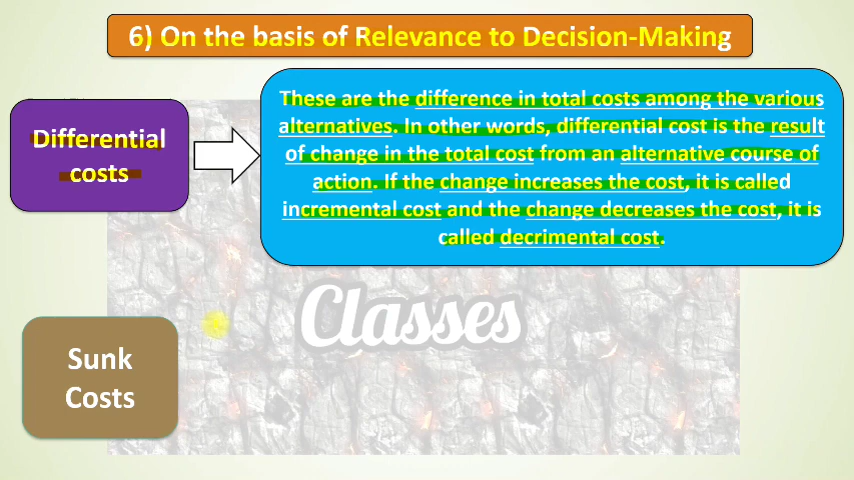 6) On the basis of Relevance to Decision-Making
Differential
costs
These are the difference in total costs among the various
alternatives. In other words, differential cost is the result
of change in the total cost from an alternative course of
action. If the change increases the cost, it is called
incremental cost and the change decreases the cost, it is
called decrimental cost.
Classes
Sunk
Costs